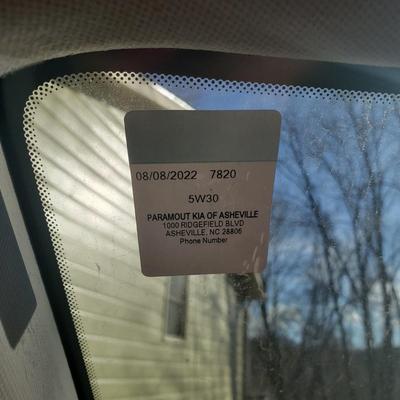 08/08/2022 7820
5W30
PARAMOUT KIA OF ASHEVILLE
1000 RIDGEFIELD BLVD
ASHEVILLE, NC 28806
Phone Number